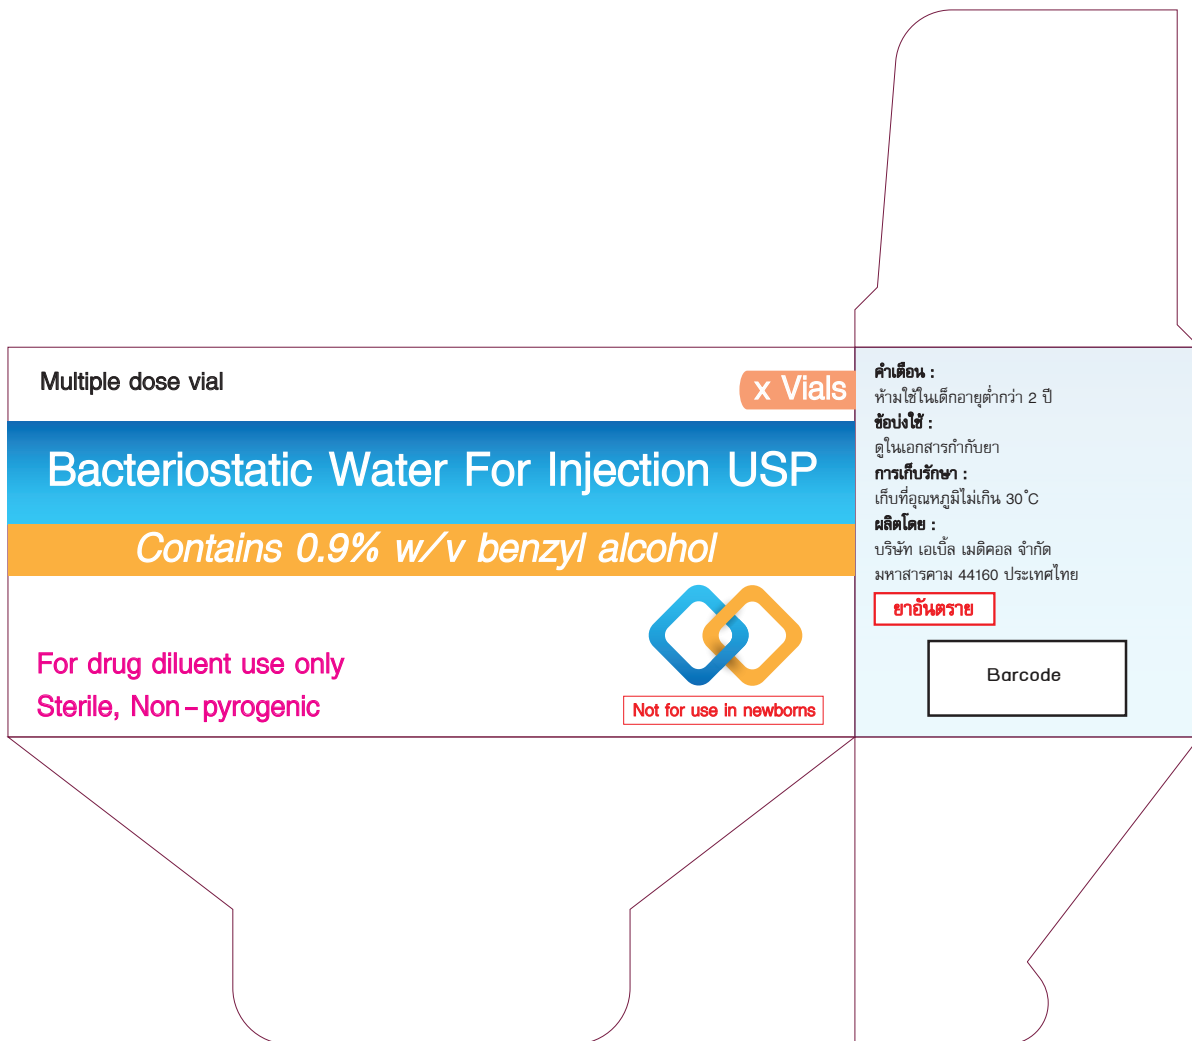 Multiple dose vial
x Vials
Bacteriostatic Water For Injection USP
Contains 0.9% w/v benzyl alcohol
For drug diluent use only
Sterile, Non-pyrogenic
Not for use in newborns
คำเตือน :
ห้ามใช้ในเด็กอายุต่ำกว่า 2 ปี
ข้อบ่งใช้ :
ดูในเอกสารกำกับยา
การเก็บรักษา :
เก็บที่อุณหภูมิไม่เกิน 30°C
ผลิตโดย :
บริษัท เอเบิ้ล เมดิคอล จำกัด
มหาสารคาม 44160 ประเทศไทย
ยาอันตราย
Barcode